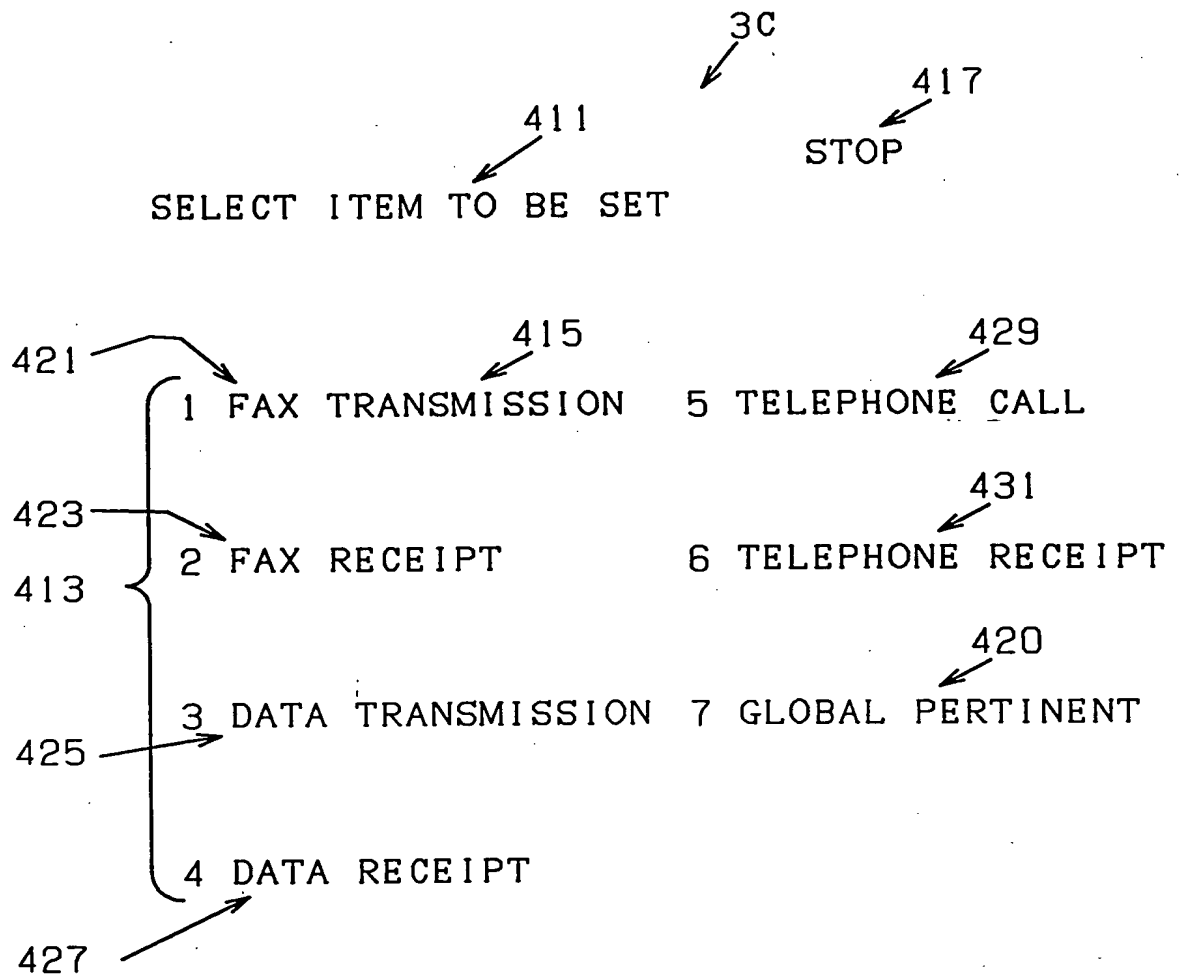 3C
417
411
STOP
SELECT ITEM TO BE SET
415
429
421
1 FAX TRANSMISSION
5 TELEPHONE CALL
431
423
2 FAX RECEIPT
6 TELEPHONE RECEIPT
413
420
3 DATA TRANSMISSION
7 GLOBAL PERTINENT
425
4 DATA RECEIPT
427